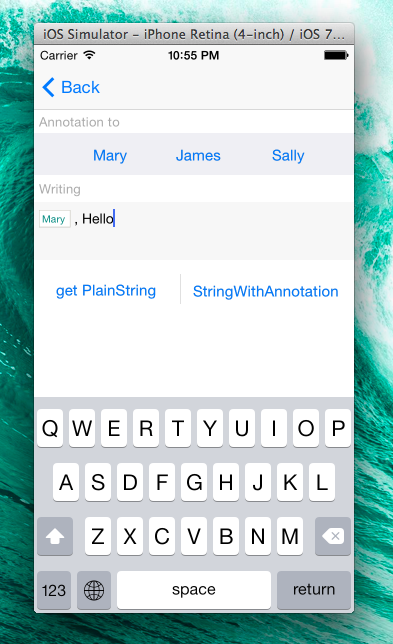 iOS Simulator - iPhone Retina (4-inch) / iOS 7...
Carrier 10:55 PM
Back
Annotation to
Mary James Sally
Writing
Mary , Hello
get PlainString StringWithAnnotation
Q W E R T Y U I O P
A S D F G H J K L
Z X C V B N M
123 space return